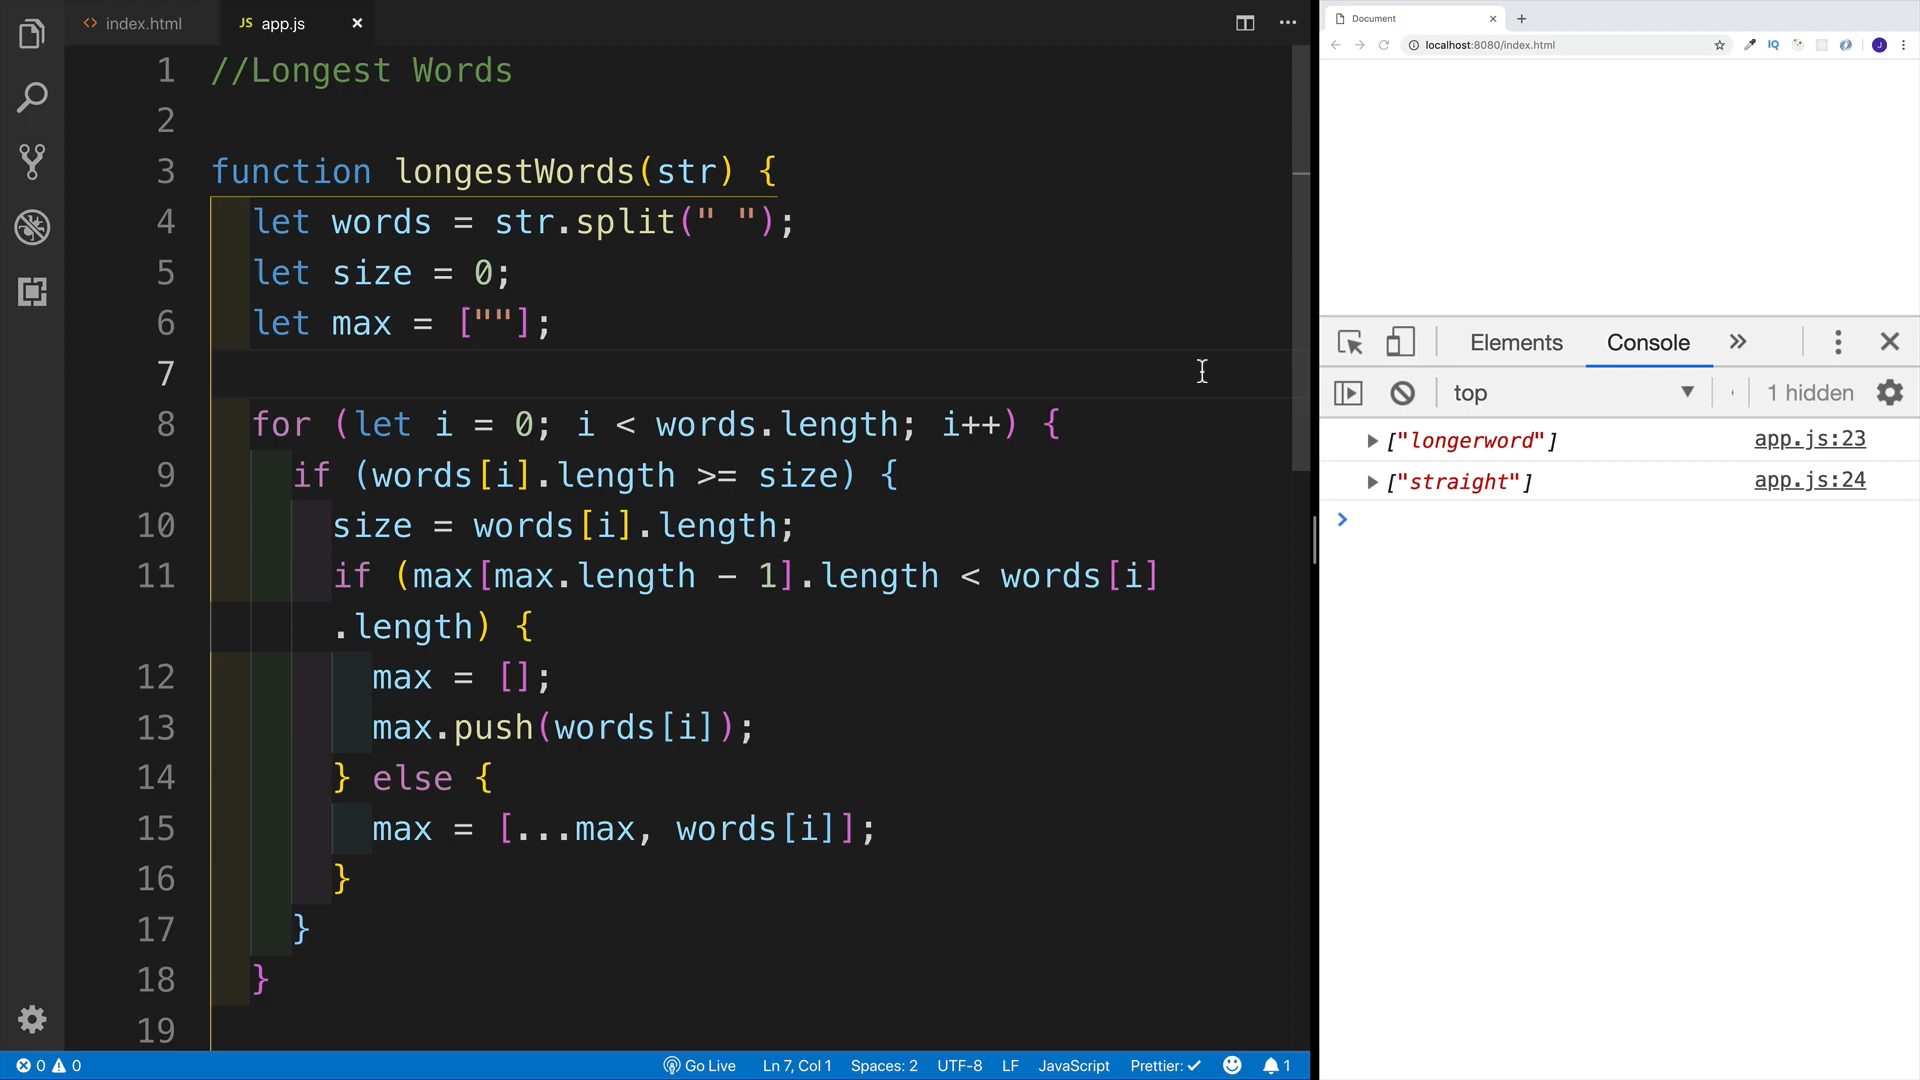 index.html
JS app.js
1 //Longest Words
2
3 function longestWords(str) {
4 let words = str.split(" ");
5 let size = 0;
6 let max = [""];
7
8 for (let i = 0; i < words.length; i++) {
9 if (words[i].length >= size) {
10 size = words[i].length;
11 if (max[max.length - 1].length < words[i]
.length) {
12 max = [];
13 max.push(words[i]);
14 } else {
15 max = [...max, words[i]];
16 }
17 }
18 }
19
0 0 Go Live Ln 7, Col 1 Spaces: 2 UTF-8 LF JavaScript Prettier: ✓ 1
Document
localhost:8080/index.html IQ J
Elements Console
top 1 hidden
["longerword"] app.js:23
["straight"] app.js:24